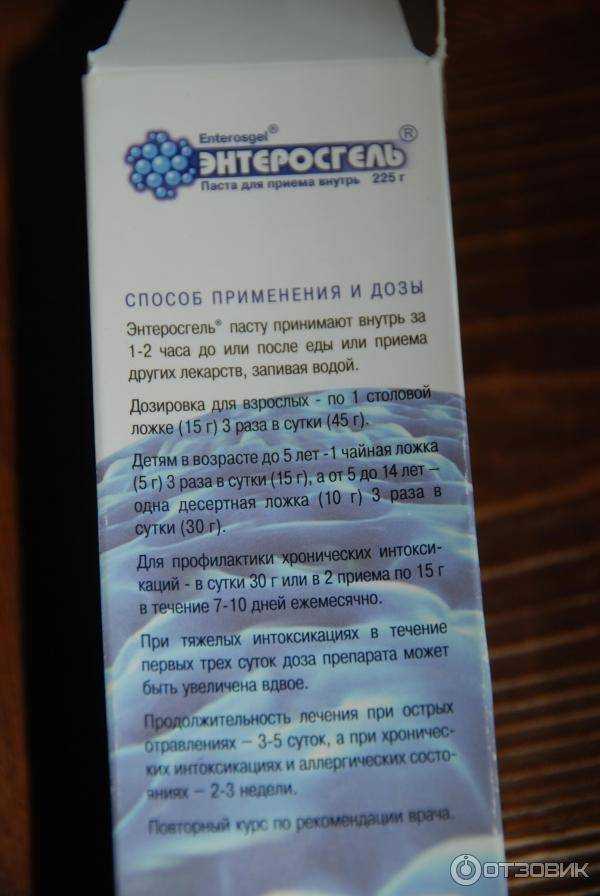 Enterosgel®
ЭНТЕРОСГЕЛЬ®
Паста для приема внутрь 225 г
СПОСОБ ПРИМЕНЕНИЯ И ДОЗЫ
Энтеросгель® пасту принимают внутрь за
1-2 часа до или после еды или приема
других лекарств, запивая водой.
Дозировка для взрослых - по 1 столовой
ложке (15 г) 3 раза в сутки (45 г).
Детям в возрасте до 5 лет -1 чайная ложка
(5 г) 3 раза в сутки (15 г), а от 5 до 14 лет –
одна десертная ложка (10 г) 3 раза в
сутки (30 г).
Для профилактики хронических интокси-
каций - в сутки 30 г или в 2 приема по 15 г
в течение 7-10 дней ежемесячно.
При тяжелых интоксикациях в течение
первых трех суток доза препарата может
быть увеличена вдвое.
Продолжительность лечения при острых
отравлениях – 3-5 суток, а при хроничес-
ких интоксикациях и аллергических состо-
яниях – 2-3 недели.
Повторный курс по рекомендации врача.
ОТЗОВИК